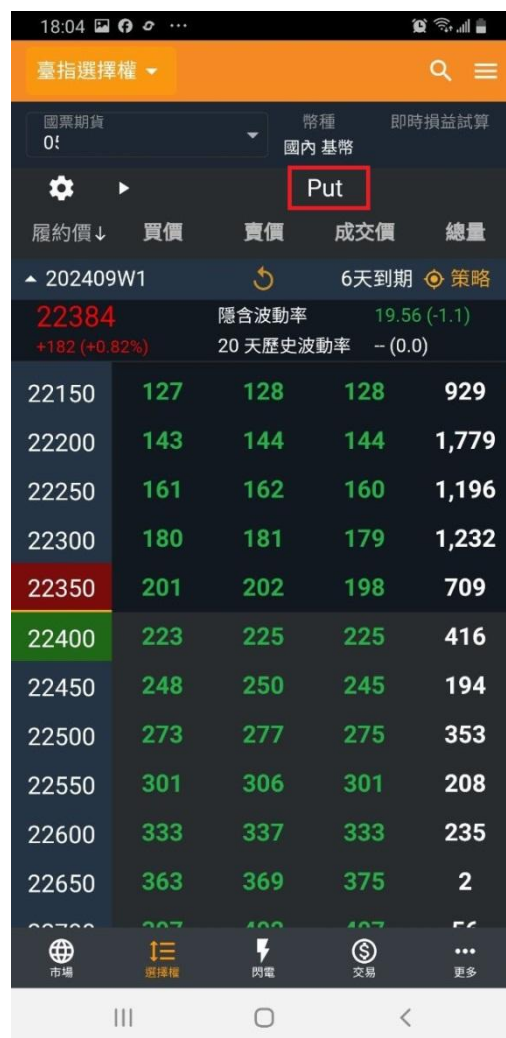 18:04
臺指選擇權
國票期貨 幣種 即時損益試算
國內 基幣
Put
履約價↓ 買價 賣價 成交價 總量
202409W1 6天到期 策略
22384 隱含波動率 19.56 (-1.1)
+182 (+0.82%) 20 天歷史波動率 -- (0.0)
22150 127 128 128 929
22200 143 144 144 1,779
22250 161 162 160 1,196
22300 180 181 179 1,232
22350 201 202 198 709
22400 223 225 225 416
22450 248 250 245 194
22500 273 277 275 353
22550 301 306 301 208
22600 333 337 333 235
22650 363 369 375 2
市場 選擇權 閃電 交易 更多